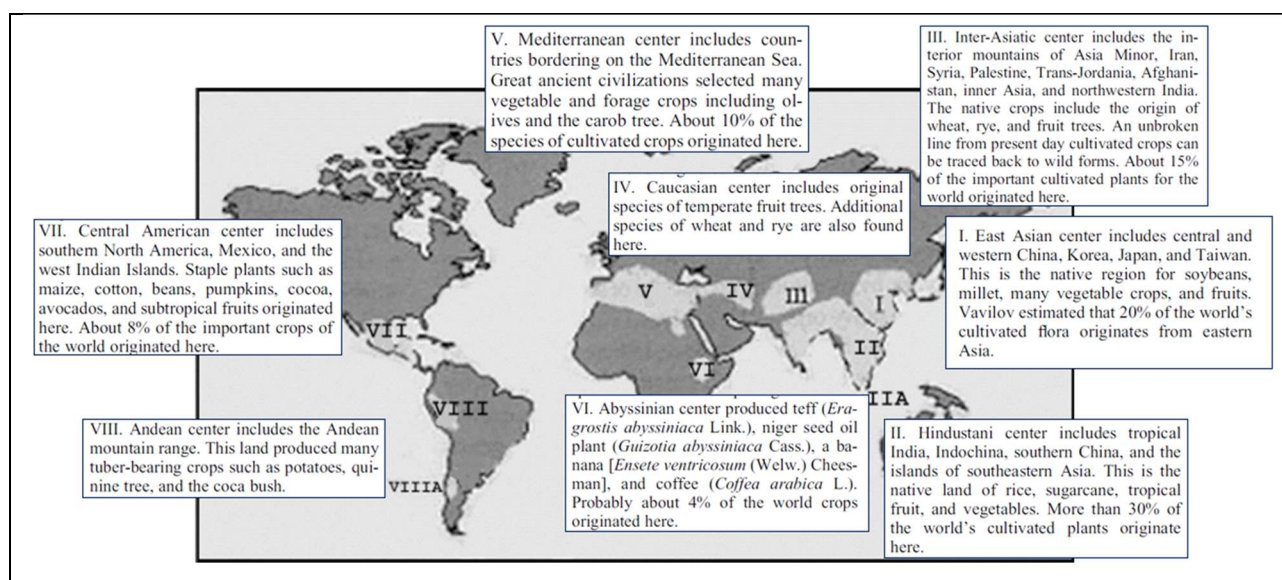 V. Mediterranean center includes coun-
tries bordering on the Mediterranean Sea.
Great ancient civilizations selected many
vegetable and forage crops including ol-
ives and the carob tree. About 10% of the
species of cultivated crops originated here.
III. Inter-Asiatic center includes the in-
terior mountains of Asia Minor, Iran,
Syria, Palestine, Trans-Jordania, Afghani-
stan, inner Asia, and northwestern India.
The native crops include the origin of
wheat, rye, and fruit trees. An unbroken
line from present day cultivated crops can
be traced back to wild forms. About 15%
of the important cultivated plants for the
world originated here.
IV. Caucasian center includes original
species of temperate fruit trees. Additional
species of wheat and rye are also found
here.
VII. Central American center includes
southern North America, Mexico, and the
west Indian Islands. Staple plants such as
maize, cotton, beans, pumpkins, cocoa,
avocados, and subtropical fruits originated
here. About 8% of the important crops of
the world originated here.
I. East Asian center includes central and
western China, Korea, Japan, and Taiwan.
This is the native region for soybeans,
millet, many vegetable crops, and fruits.
Vavilov estimated that 20% of the world's
cultivated flora originates from eastern
Asia.
V
IV
III
I
VII
II
VI
VIII
IIA
VIIIA
VIII. Andean center includes the Andean
mountain range. This land produced many
tuber-bearing crops such as potatoes, qui-
nine tree, and the coca bush.
VI. Abyssinian center produced teff (Era-
grostis abyssiniaca Link.), niger seed oil
plant (Guizotia abyssiniaca Cass.), a ba-
nana [Ensete ventricosum (Welw.) Chees-
man], and coffee (Coffea arabica L.).
Probably about 4% of the world crops
originated here.
II. Hindustani center includes tropical
India, Indochina, southern China, and the
islands of southeastern Asia. This is the
native land of rice, sugarcane, tropical
fruit, and vegetables. More than 30% of
the world's cultivated plants originate
here.